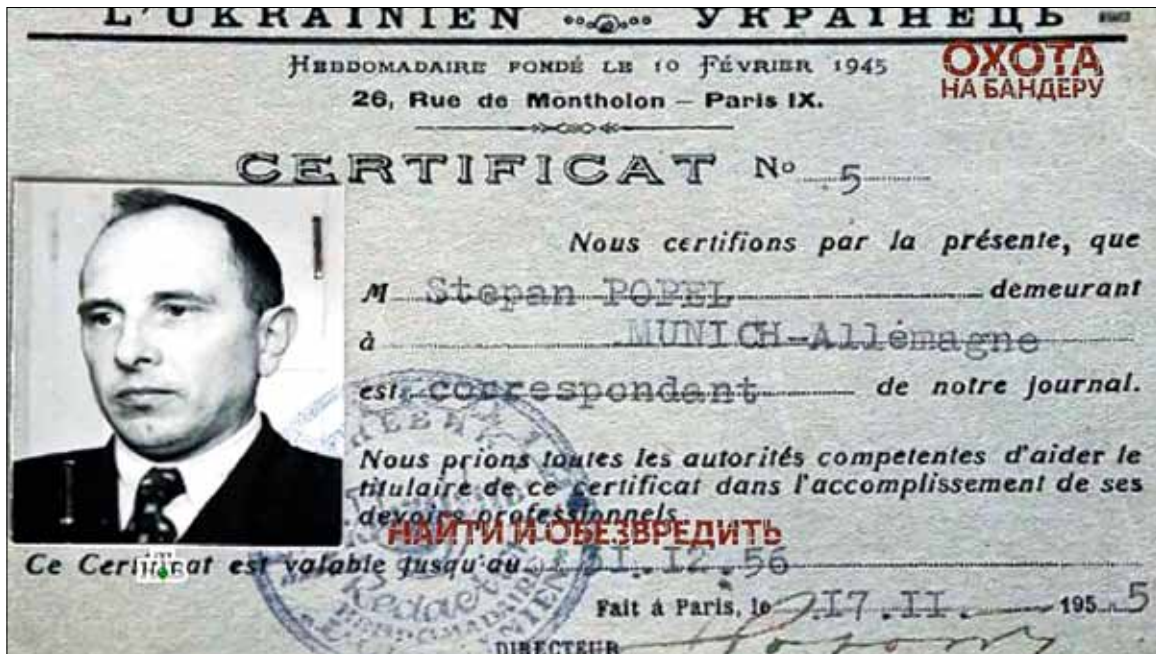 L'UKRAINIEN УКРАЇНЕЦЬ
HEBDOMADAIRE FONDÉ LE 10 FÉVRIER 1945
ОХОТА
НА БАНДЕРУ
26, Rue de Montholon – Paris IX.
CERTIFICAT No 5
Nous certifions par la présente, que
M Stepan POPEL demeurant
à MUNICH-Allémagne
est correspondant de notre journal.
Nous prions toutes les autorités competentes d'aider le
titulaire de ce certificat dans l'accomplissement de ses
devoirs professionnels.
НАЙТИ И ОБЕЗВРЕДИТЬ
Ce Certificat est valable jusqu'au 31.12.56
нтв
Fait à Paris, le 17.II. 1955
DIRECTEUR